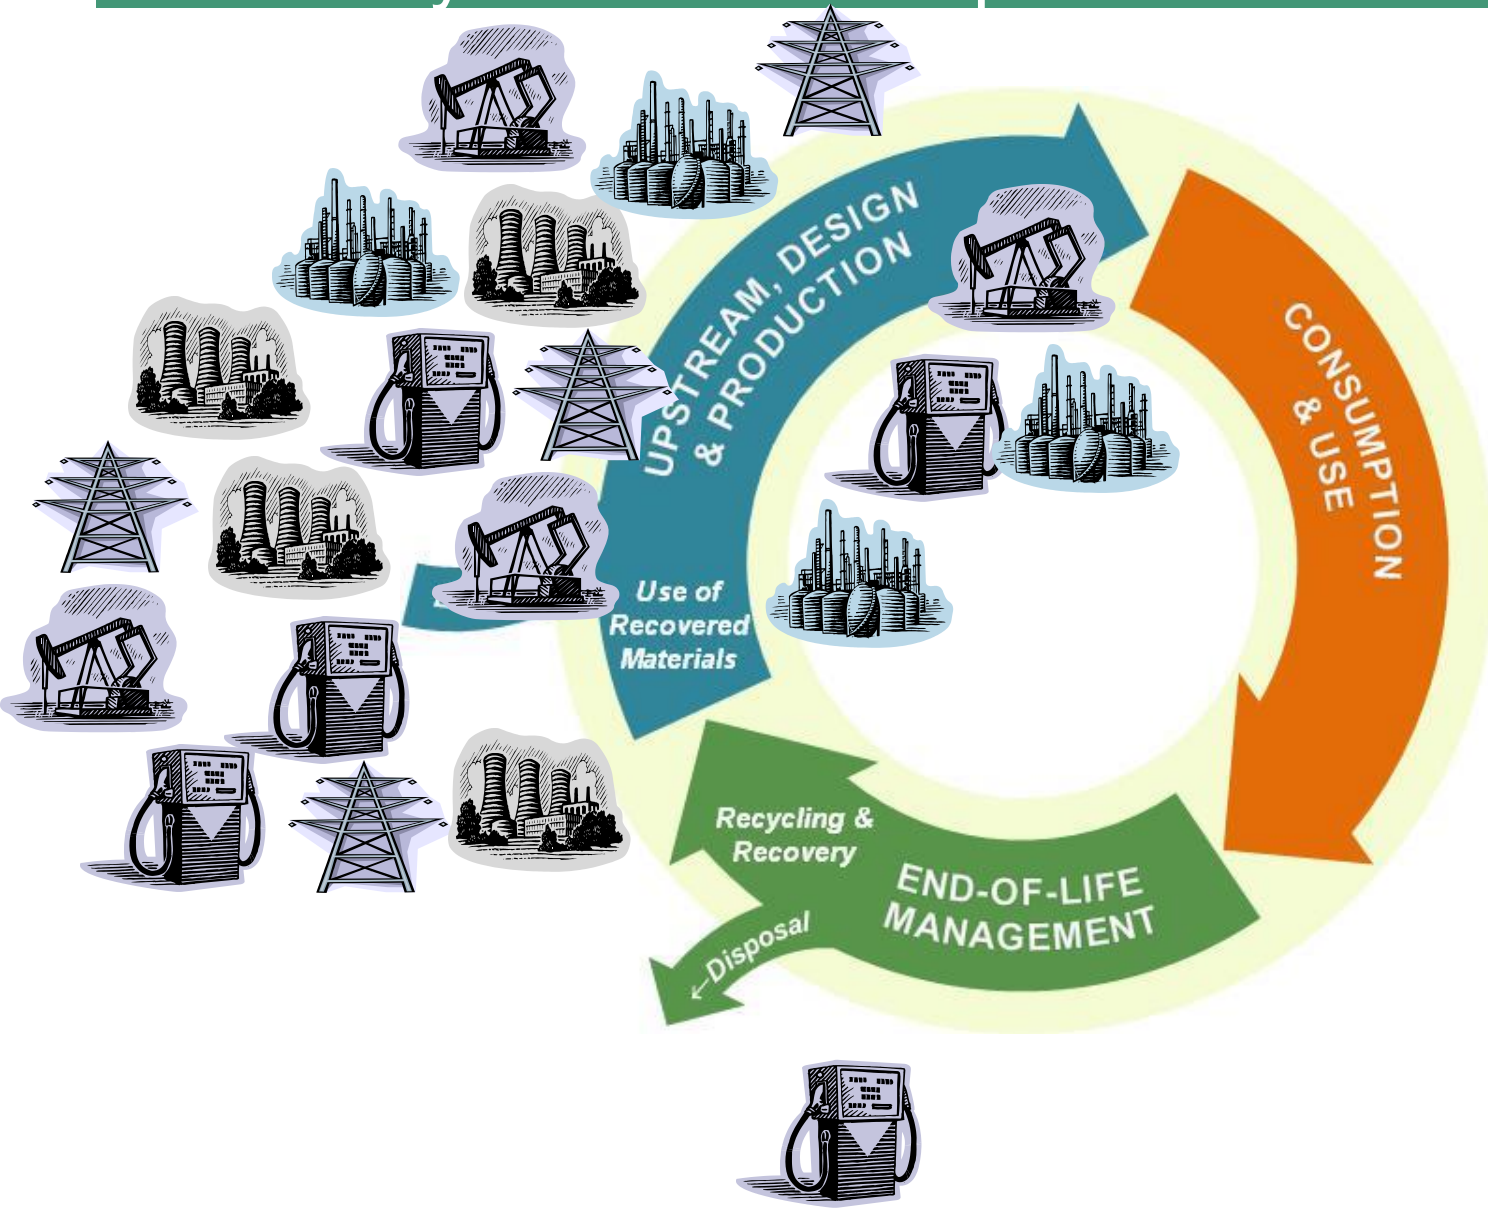 UPSTREAM, DESIGN
& PRODUCTION
CONSUMPTION
& USE
Use of
Recovered
Materials
Recycling &
Recovery
END-OF-LIFE
MANAGEMENT
←Disposal